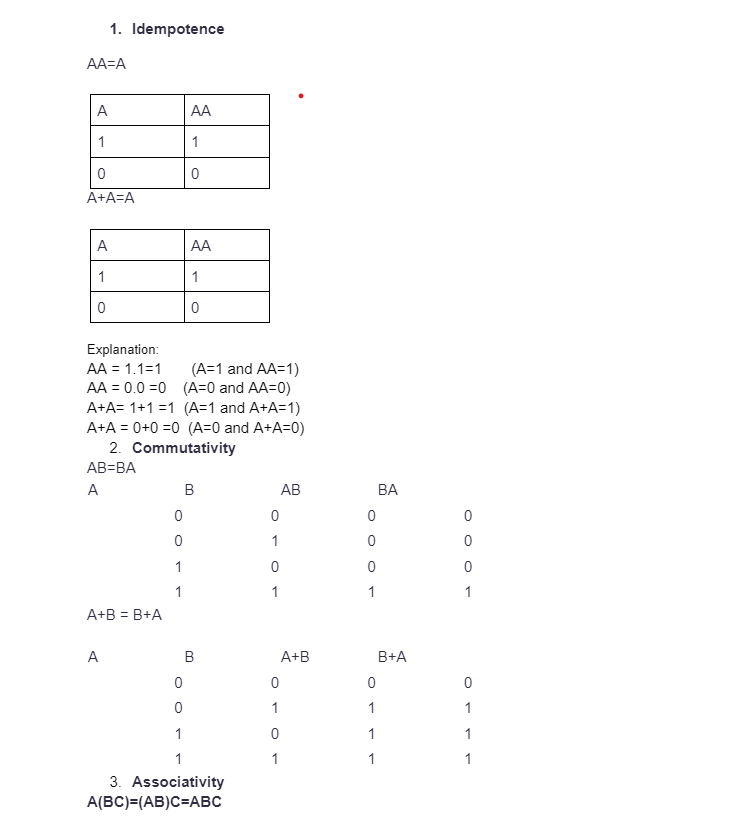 1. Idempotence
AA=A
A AA
1 1
0 0
A+A=A
A AA
1 1
0 0
Explanation:
AA = 1.1=1 (A=1 and AA=1)
AA = 0.0 =0 (A=0 and AA=0)
A+A= 1+1 =1 (A=1 and A+A=1)
A+A = 0+0 =0 (A=0 and A+A=0)
2. Commutativity
AB=BA
A B AB BA
0 0 0 0
0 1 0 0
1 0 0 0
1 1 1 1
A+B = B+A
A B A+B B+A
0 0 0 0
0 1 1 1
1 0 1 1
1 1 1 1
3. Associativity
A(BC)=(AB)C=ABC